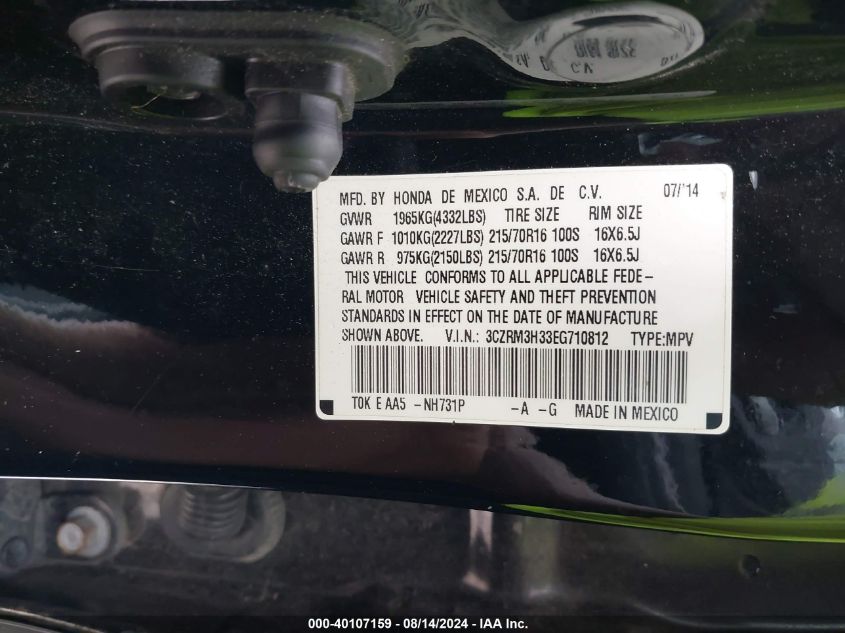 MFD. BY HONDA DE MEXICO S.A. DE C.V. 07/'14
GVWR 1965KG(4332LBS) TIRE SIZE RIM SIZE
GAWR F 1010KG(2227LBS) 215/70R16 100S 16X6.5J
GAWR R 975KG(2150LBS) 215/70R16 100S 16X6.5J
THIS VEHICLE CONFORMS TO ALL APPLICABLE FEDE-
RAL MOTOR VEHICLE SAFETY AND THEFT PREVENTION
STANDARDS IN EFFECT ON THE DATE OF MANUFACTURE
SHOWN ABOVE. V.I.N.: 3CZRM3H33EG710812 TYPE:MPV
T0K E AA5 -NH731P -A -G MADE IN MEXICO
000-40107159 - 08/14/2024 - IAA Inc.